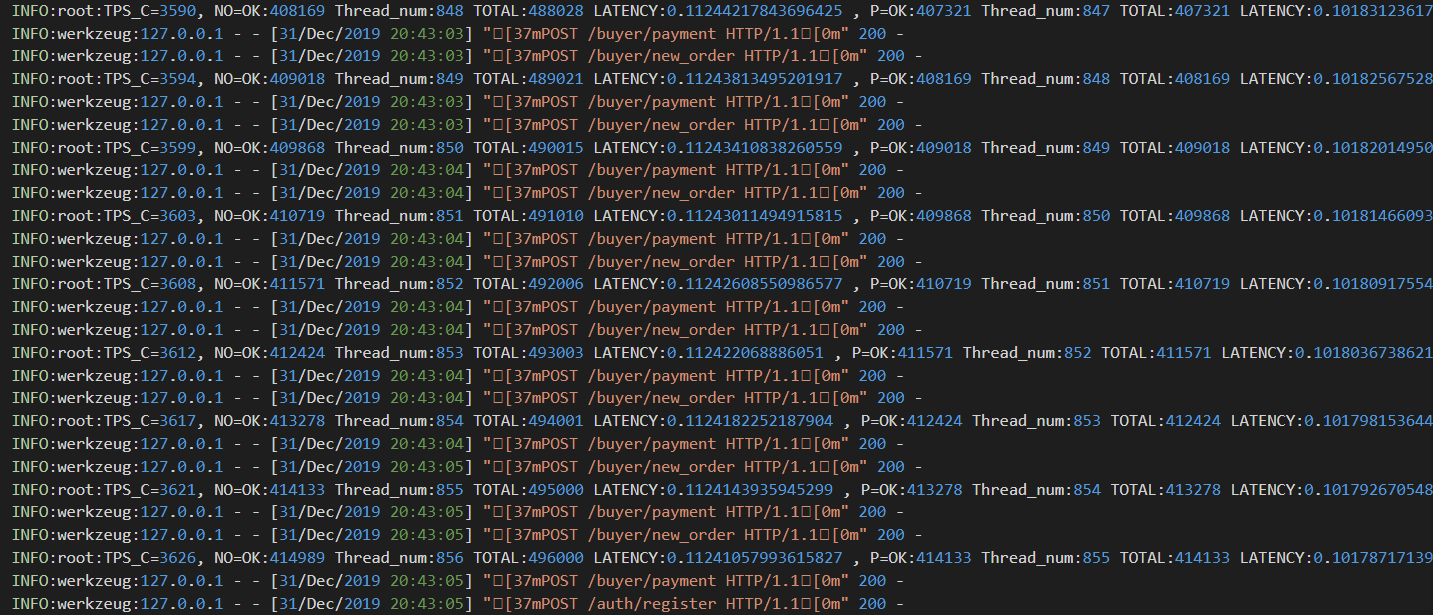 INFO:root:TPS_C=3590, NO=OK:408169 Thread_num:848 TOTAL:488028 LATENCY:0.11244217843696425 , P=OK:407321 Thread_num:847 TOTAL:407321 LATENCY:0.10183123617
INFO:werkzeug:127.0.0.1 - - [31/Dec/2019 20:43:03] "□[37mPOST /buyer/payment HTTP/1.1□[0m" 200 -
INFO:werkzeug:127.0.0.1 - - [31/Dec/2019 20:43:03] "□[37mPOST /buyer/new_order HTTP/1.1□[0m" 200 -
INFO:root:TPS_C=3594, NO=OK:409018 Thread_num:849 TOTAL:489021 LATENCY:0.11243813495201917 , P=OK:408169 Thread_num:848 TOTAL:408169 LATENCY:0.10182567528
INFO:werkzeug:127.0.0.1 - - [31/Dec/2019 20:43:03] "□[37mPOST /buyer/payment HTTP/1.1□[0m" 200 -
INFO:werkzeug:127.0.0.1 - - [31/Dec/2019 20:43:03] "□[37mPOST /buyer/new_order HTTP/1.1□[0m" 200 -
INFO:root:TPS_C=3599, NO=OK:409868 Thread_num:850 TOTAL:490015 LATENCY:0.11243410838260559 , P=OK:409018 Thread_num:849 TOTAL:409018 LATENCY:0.10182014950
INFO:werkzeug:127.0.0.1 - - [31/Dec/2019 20:43:04] "□[37mPOST /buyer/payment HTTP/1.1□[0m" 200 -
INFO:werkzeug:127.0.0.1 - - [31/Dec/2019 20:43:04] "□[37mPOST /buyer/new_order HTTP/1.1□[0m" 200 -
INFO:root:TPS_C=3603, NO=OK:410719 Thread_num:851 TOTAL:491010 LATENCY:0.11243011494915815 , P=OK:409868 Thread_num:850 TOTAL:409868 LATENCY:0.10181466093
INFO:werkzeug:127.0.0.1 - - [31/Dec/2019 20:43:04] "□[37mPOST /buyer/payment HTTP/1.1□[0m" 200 -
INFO:werkzeug:127.0.0.1 - - [31/Dec/2019 20:43:04] "□[37mPOST /buyer/new_order HTTP/1.1□[0m" 200 -
INFO:root:TPS_C=3608, NO=OK:411571 Thread_num:852 TOTAL:492006 LATENCY:0.11242608550986577 , P=OK:410719 Thread_num:851 TOTAL:410719 LATENCY:0.10180917554
INFO:werkzeug:127.0.0.1 - - [31/Dec/2019 20:43:04] "□[37mPOST /buyer/payment HTTP/1.1□[0m" 200 -
INFO:werkzeug:127.0.0.1 - - [31/Dec/2019 20:43:04] "□[37mPOST /buyer/new_order HTTP/1.1□[0m" 200 -
INFO:root:TPS_C=3612, NO=OK:412424 Thread_num:853 TOTAL:493003 LATENCY:0.112422068886051 , P=OK:411571 Thread_num:852 TOTAL:411571 LATENCY:0.1018036738621
INFO:werkzeug:127.0.0.1 - - [31/Dec/2019 20:43:04] "□[37mPOST /buyer/payment HTTP/1.1□[0m" 200 -
INFO:werkzeug:127.0.0.1 - - [31/Dec/2019 20:43:04] "□[37mPOST /buyer/new_order HTTP/1.1□[0m" 200 -
INFO:root:TPS_C=3617, NO=OK:413278 Thread_num:854 TOTAL:494001 LATENCY:0.1124182252187904 , P=OK:412424 Thread_num:853 TOTAL:412424 LATENCY:0.101798153644
INFO:werkzeug:127.0.0.1 - - [31/Dec/2019 20:43:04] "□[37mPOST /buyer/payment HTTP/1.1□[0m" 200 -
INFO:werkzeug:127.0.0.1 - - [31/Dec/2019 20:43:05] "□[37mPOST /buyer/new_order HTTP/1.1□[0m" 200 -
INFO:root:TPS_C=3621, NO=OK:414133 Thread_num:855 TOTAL:495000 LATENCY:0.1124143935945299 , P=OK:413278 Thread_num:854 TOTAL:413278 LATENCY:0.101792670548
INFO:werkzeug:127.0.0.1 - - [31/Dec/2019 20:43:05] "□[37mPOST /buyer/payment HTTP/1.1□[0m" 200 -
INFO:werkzeug:127.0.0.1 - - [31/Dec/2019 20:43:05] "□[37mPOST /buyer/new_order HTTP/1.1□[0m" 200 -
INFO:root:TPS_C=3626, NO=OK:414989 Thread_num:856 TOTAL:496000 LATENCY:0.11241057993615827 , P=OK:414133 Thread_num:855 TOTAL:414133 LATENCY:0.10178717139
INFO:werkzeug:127.0.0.1 - - [31/Dec/2019 20:43:05] "□[37mPOST /buyer/payment HTTP/1.1□[0m" 200 -
INFO:werkzeug:127.0.0.1 - - [31/Dec/2019 20:43:05] "□[37mPOST /auth/register HTTP/1.1□[0m" 200 -